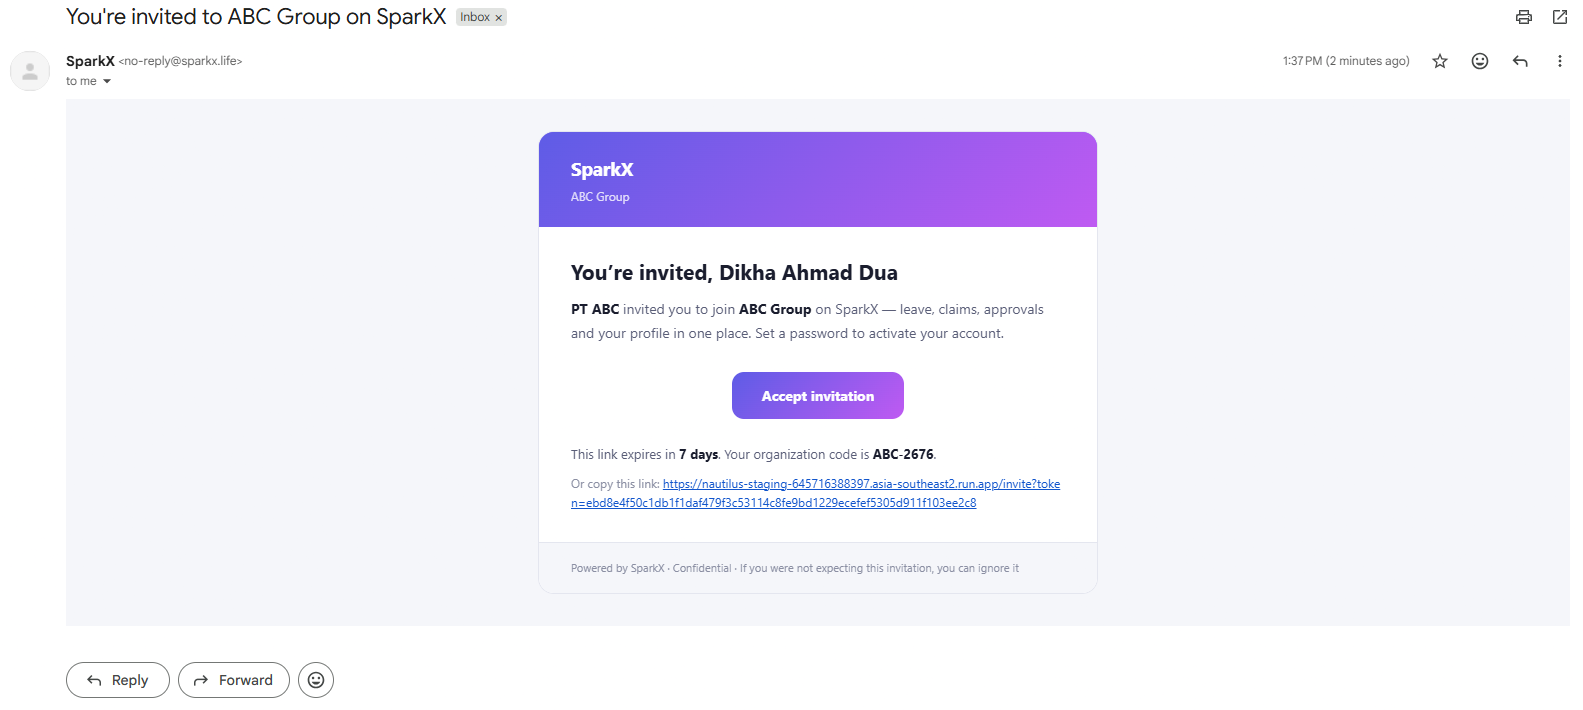 You're invited to ABC Group on SparkX Inbox ×
SparkX <no-reply@sparkx.life>
1:37 PM (2 minutes ago)
to me
SparkX
ABC Group
You’re invited, Dikha Ahmad Dua
PT ABC invited you to join ABC Group on SparkX — leave, claims, approvals
and your profile in one place. Set a password to activate your account.
Accept invitation
This link expires in 7 days. Your organization code is ABC-2676.
Or copy this link: https://nautilus-staging-645716388397.asia-southeast2.run.app/invite?toke
n=ebd8e4f50c1db1f1daf479f3c53114c8fe9bd1229ecefef5305d911f103ee2c8
Powered by SparkX · Confidential · If you were not expecting this invitation, you can ignore it
Reply
Forward